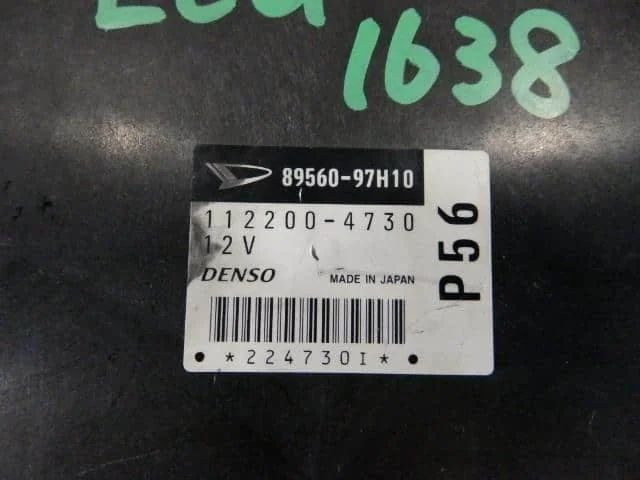 1638
89560-97H10
112200-4730
12V
DENSO MADE IN JAPAN
*224730I*
P56